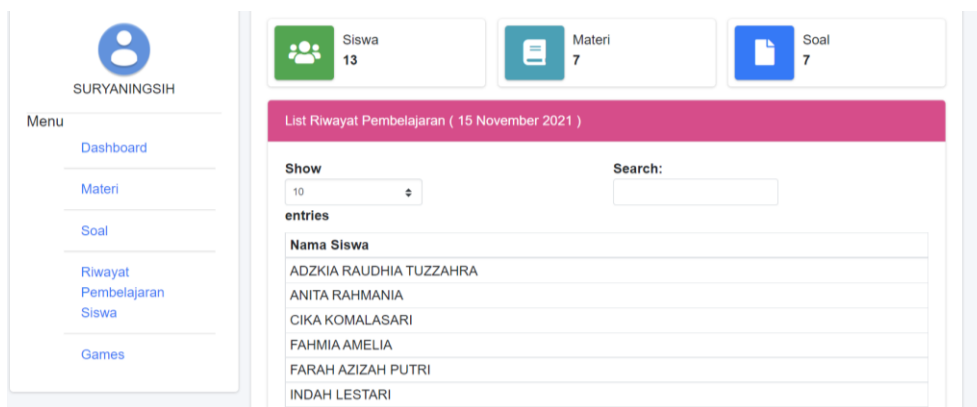 SURYANINGSIH
Menu
Dashboard
Materi
Soal
Riwayat
Pembelajaran
Siswa
Games
Siswa
13
Materi
7
Soal
7
List Riwayat Pembelajaran ( 15 November 2021 )
Show
10
entries
Search:
Nama Siswa
ADZKIA RAUDHIA TUZZAHRA
ANITA RAHMANIA
CIKA KOMALASARI
FAHMIA AMELIA
FARAH AZIZAH PUTRI
INDAH LESTARI